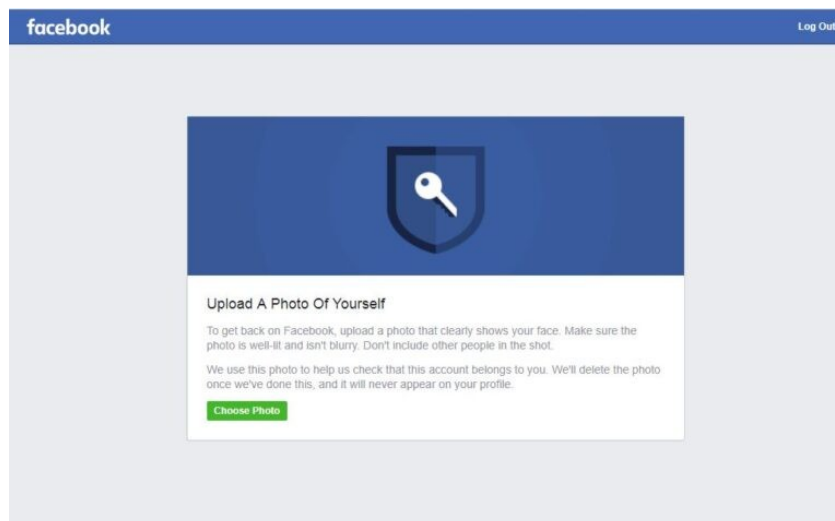 facebook
Log Out
Upload A Photo Of Yourself
To get back on Facebook, upload a photo that clearly shows your face. Make sure the
photo is well-lit and isn't blurry. Don't include other people in the shot.
We use this photo to help us check that this account belongs to you. We'll delete the photo
once we've done this, and it will never appear on your profile.
Choose Photo